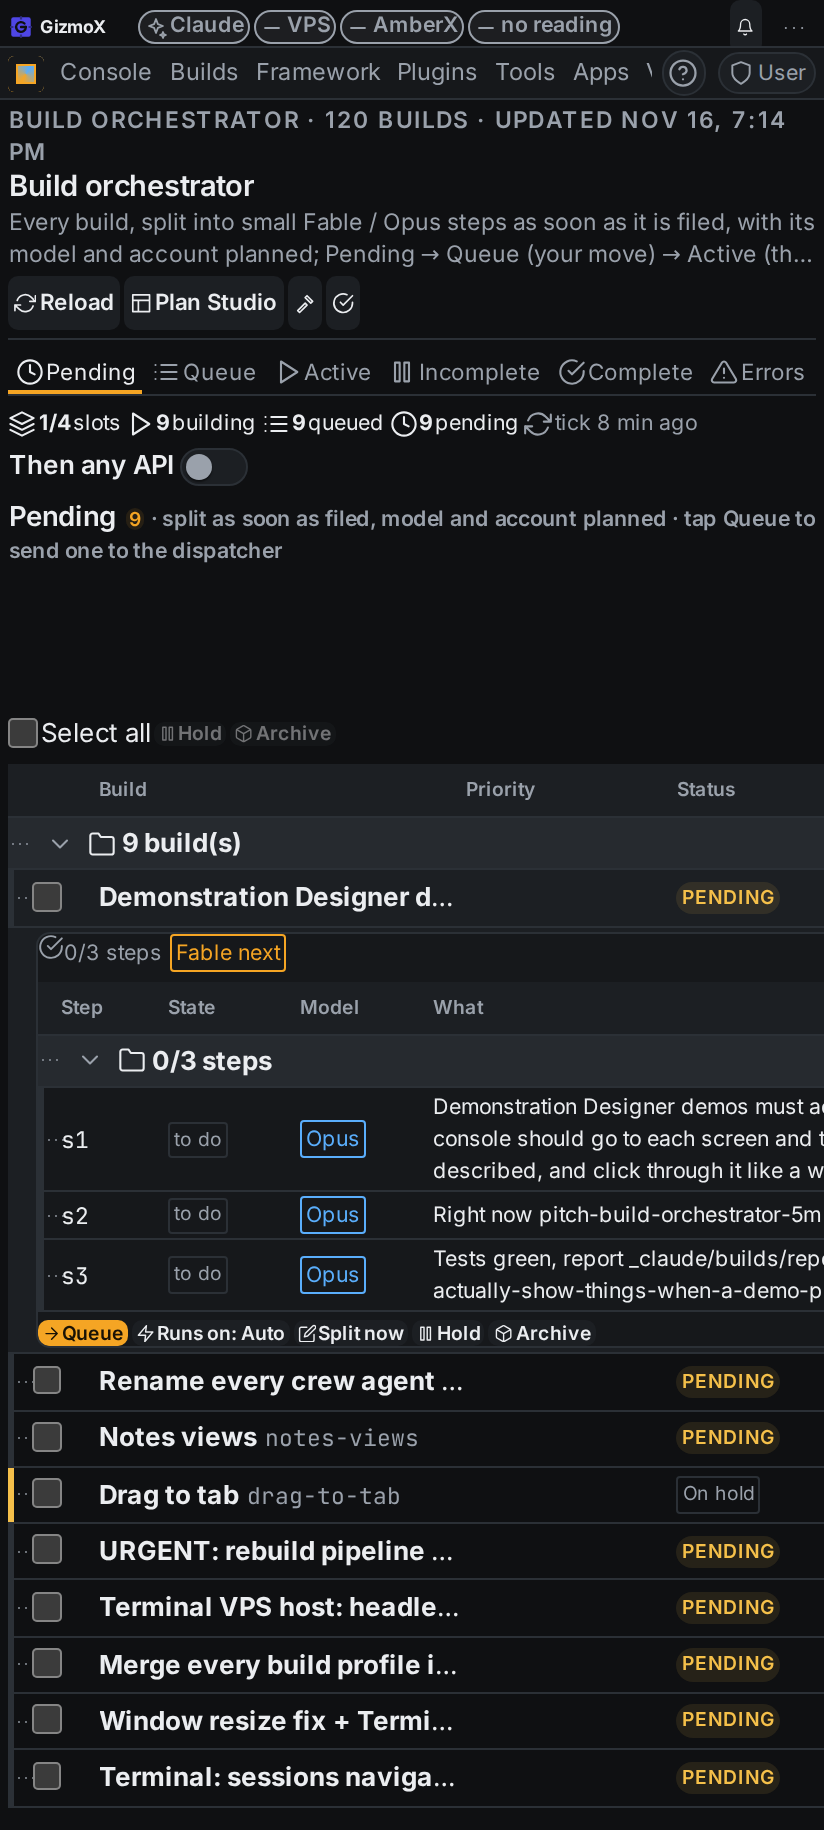 GizmoX Claude — VPS — AmberX — no reading ...
Console Builds Framework Plugins Tools Apps ? User
BUILD ORCHESTRATOR · 120 BUILDS · UPDATED NOV 16, 7:14
PM
Build orchestrator
Every build, split into small Fable / Opus steps as soon as it is filed, with its
model and account planned; Pending → Queue (your move) → Active (th...
Reload Plan Studio
Pending Queue Active Incomplete Complete Errors
1/4 slots 9 building 9 queued 9 pending tick 8 min ago
Then any API
Pending 9 · split as soon as filed, model and account planned · tap Queue to
send one to the dispatcher
Select all Hold Archive
Build Priority Status
... 9 build(s)
Demonstration Designer d... PENDING
0/3 steps Fable next
Step State Model What
... 0/3 steps
Demonstration Designer demos must
s1 to do Opus console should go to each screen and
described, and click through it like a
s2 to do Opus Right now pitch-build-orchestrator-5m
s3 to do Opus Tests green, report _claude/builds/
actually-show-things-when-a-demo-p
→ Queue Runs on: Auto Split now Hold Archive
Rename every crew agent ... PENDING
Notes views notes-views PENDING
Drag to tab drag-to-tab On hold
URGENT: rebuild pipeline ... PENDING
Terminal VPS host: headle... PENDING
Merge every build profile i... PENDING
Window resize fix + Termi... PENDING
Terminal: sessions naviga... PENDING